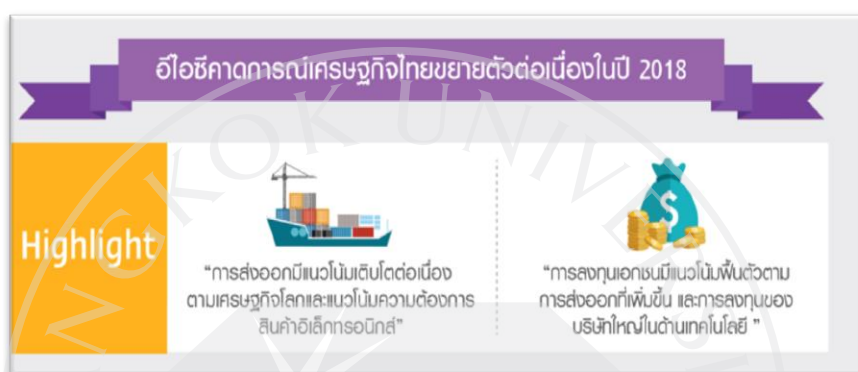 อีไอซีคาดการณ์เศรษฐกิจไทยขยายตัวต่อเนื่องในปี 2018
Highlight
“การส่งออกมีแนวโน้มเติบโตต่อเนื่อง
ตามเศรษฐกิจโลกและแนวโน้มความต้องการ
สินค้าอิเล็กทรอนิกส์”
“การลงทุนเอกชนมีแนวโน้มฟื้นตัวตาม
การส่งออกที่เพิ่มขึ้น และการลงทุนของ
บริษัทใหญ่ในด้านเทคโนโลยี ”